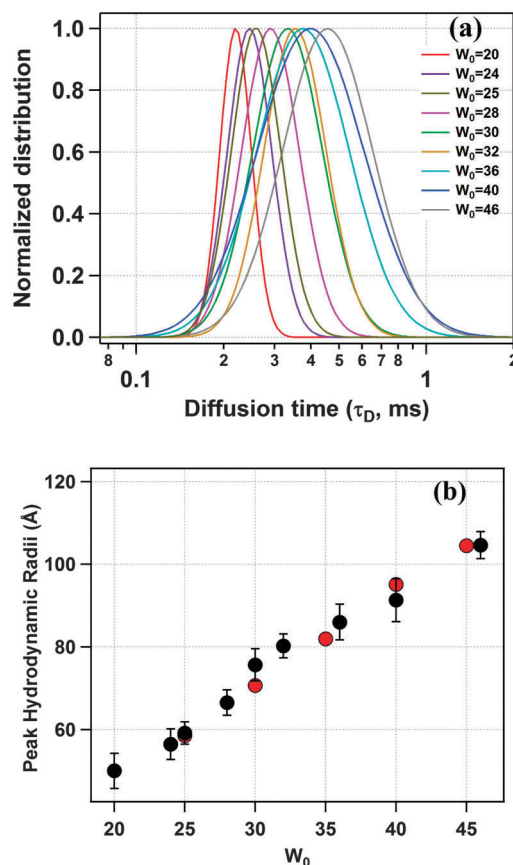 (a)
1.0
0.8
0.6
0.4
0.2
0.0
Normalized distribution
W0=20
W0=24
W0=25
W0=28
W0=30
W0=32
W0=36
W0=40
W0=46
8 2 3 4 5 6 7 8 2
0.1 1
Diffusion time (τD, ms)
(b)
120
100
80
60
Peak Hydrodynamic Radii (Å)
20 25 30 35 40 45
W0